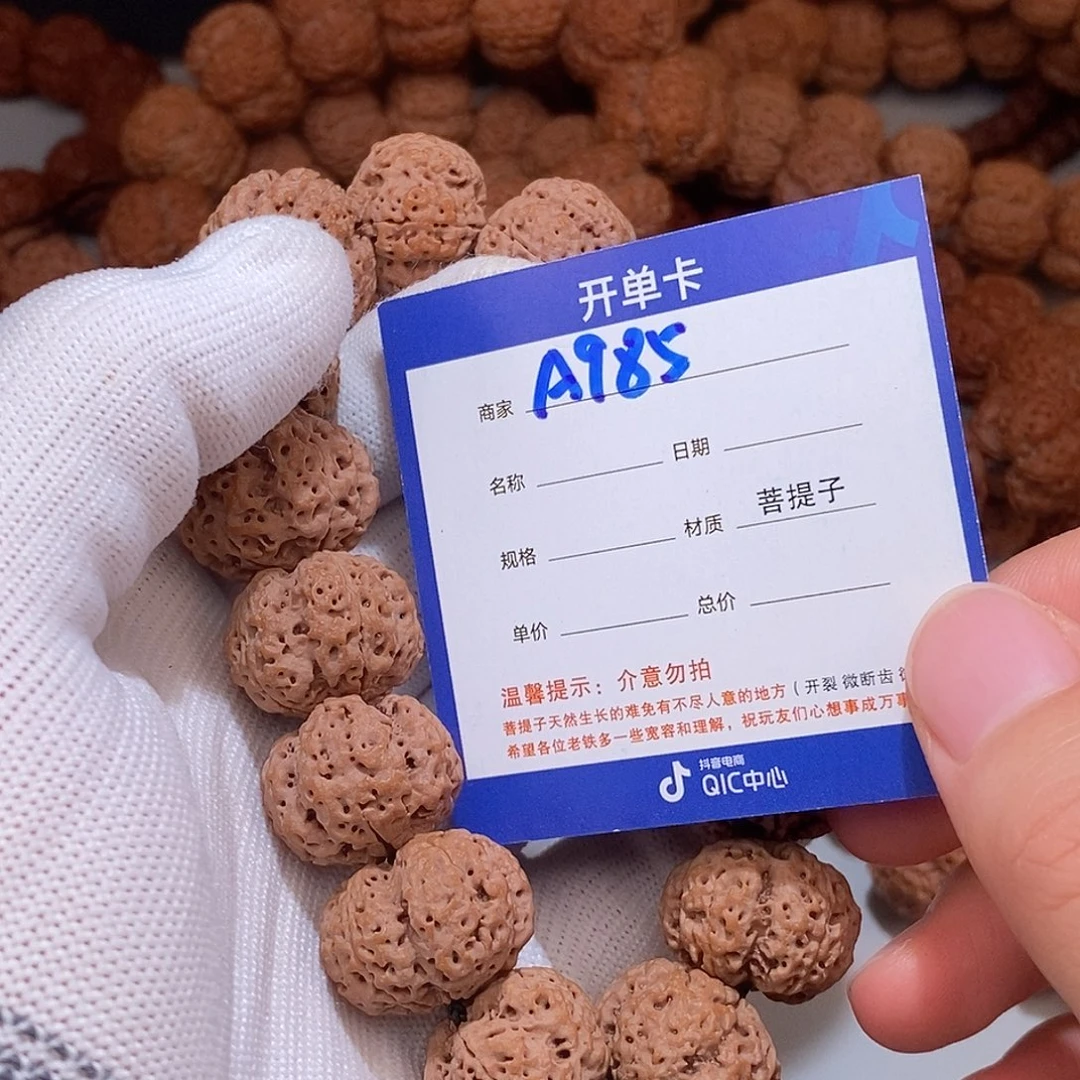 开单卡
商家 A985
名称 日期
规格 材质 菩提子
单价 总价
温馨提示：介意勿拍
菩提子天然生长的难免有不尽人意的地方（开裂 微断齿
希望各位老铁多一些宽容和理解，祝玩友们心想事成万事
抖音电商
QIC中心